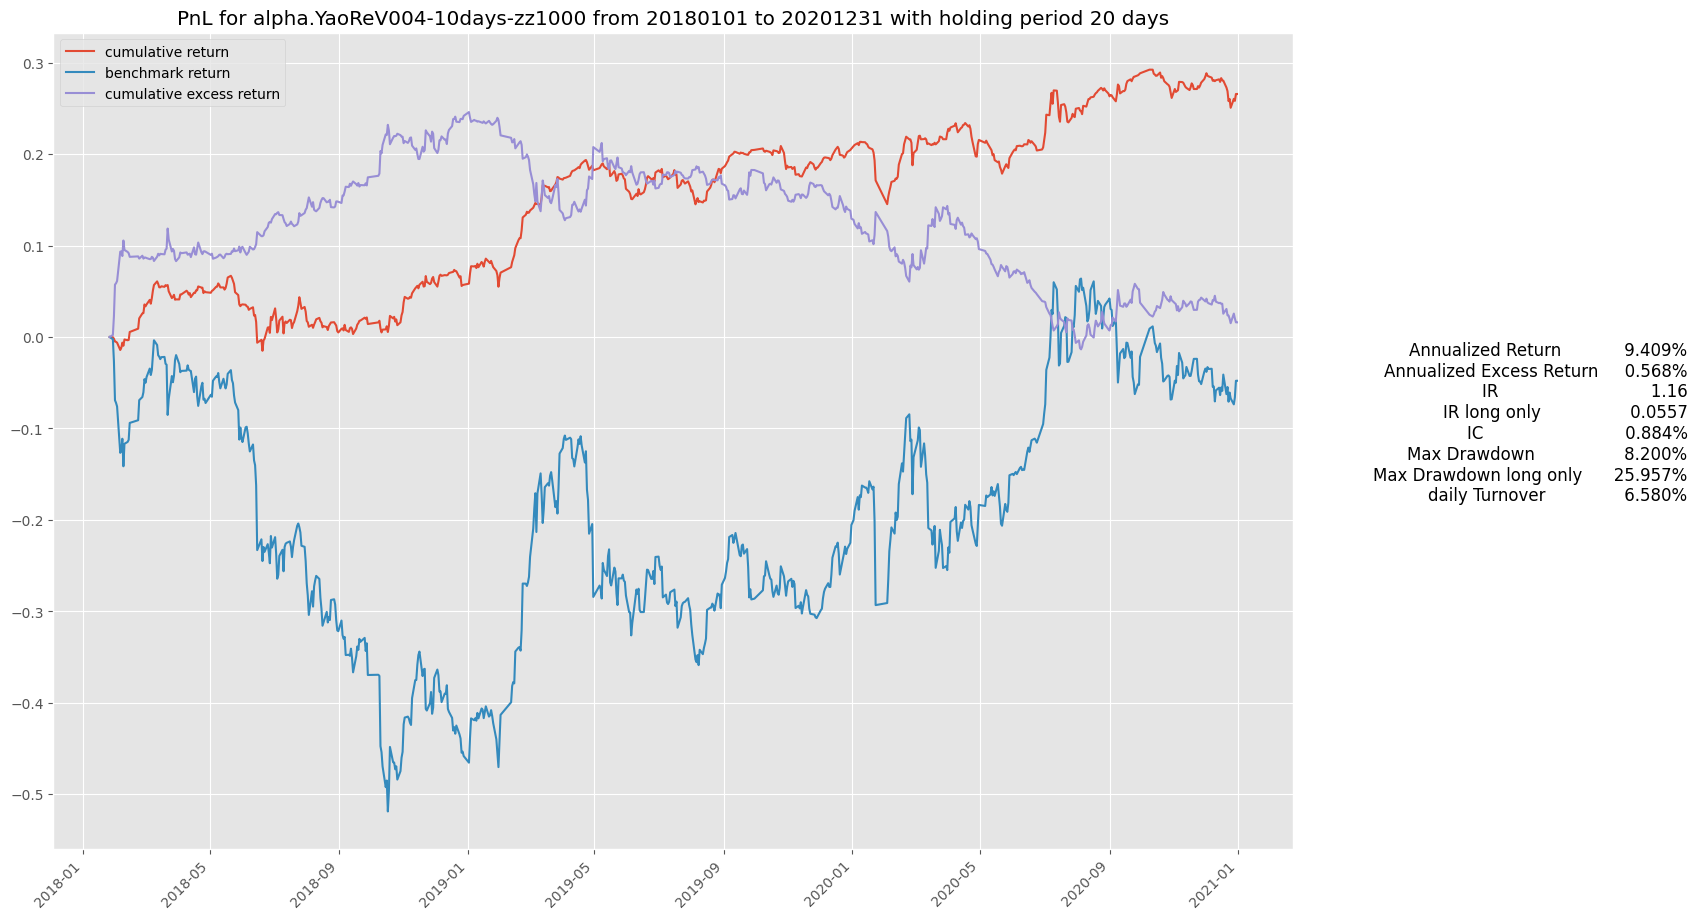 PnL for alpha.YaoReV004-10days-zz1000 from 20180101 to 20201231 with holding period 20 days
cumulative return
benchmark return
cumulative excess return
0.3
0.2
0.1
0.0
−0.1
−0.2
−0.3
−0.4
−0.5
2018-01
2018-05
2018-09
2019-01
2019-05
2019-09
2020-01
2020-05
2020-09
2021-01
Annualized Return 9.409%
Annualized Excess Return 0.568%
IR 1.16
IR long only 0.0557
IC 0.884%
Max Drawdown 8.200%
Max Drawdown long only 25.957%
daily Turnover 6.580%